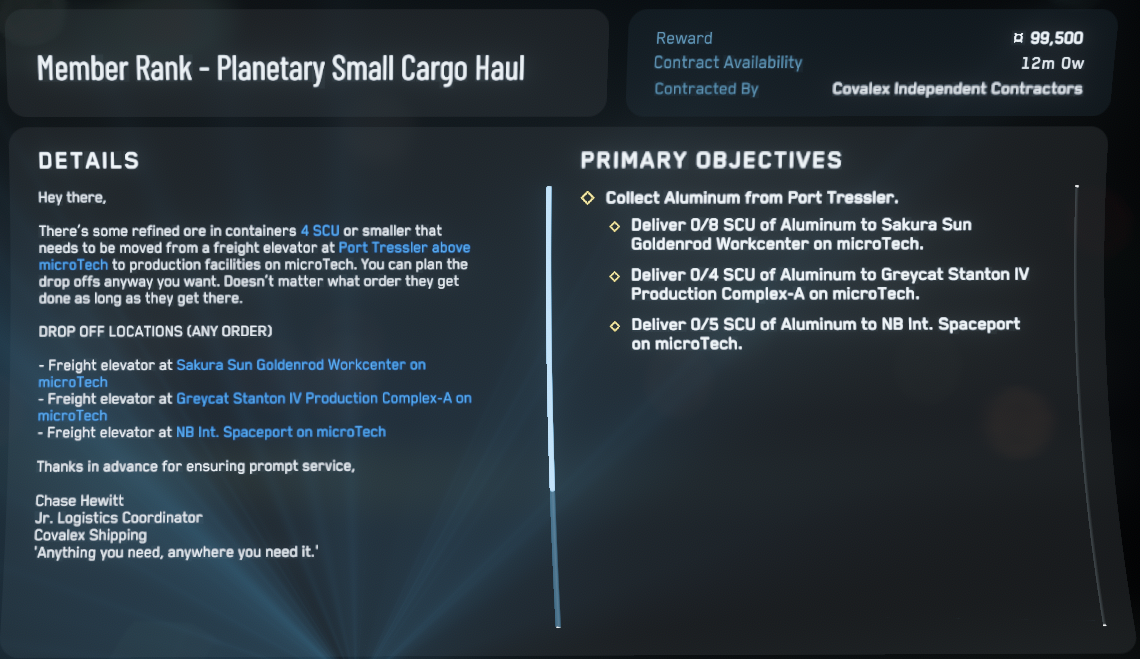 Member Rank - Planetary Small Cargo Haul
Reward ¤ 99,500
Contract Availability 12m 0w
Contracted By Covalex Independent Contractors
DETAILS
Hey there,
There's some refined ore in containers 4 SCU or smaller that
needs to be moved from a freight elevator at Port Tressler above
microTech to production facilities on microTech. You can plan the
drop offs anyway you want. Doesn't matter what order they get
done as long as they get there.
DROP OFF LOCATIONS (ANY ORDER)
- Freight elevator at Sakura Sun Goldenrod Workcenter on
microTech
- Freight elevator at Greycat Stanton IV Production Complex-A on
microTech
- Freight elevator at NB Int. Spaceport on microTech
Thanks in advance for ensuring prompt service,
Chase Hewitt
Jr. Logistics Coordinator
Covalex Shipping
'Anything you need, anywhere you need it.'
PRIMARY OBJECTIVES
Collect Aluminum from Port Tressler.
Deliver 0/8 SCU of Aluminum to Sakura Sun
Goldenrod Workcenter on microTech.
Deliver 0/4 SCU of Aluminum to Greycat Stanton IV
Production Complex-A on microTech.
Deliver 0/5 SCU of Aluminum to NB Int. Spaceport
on microTech.